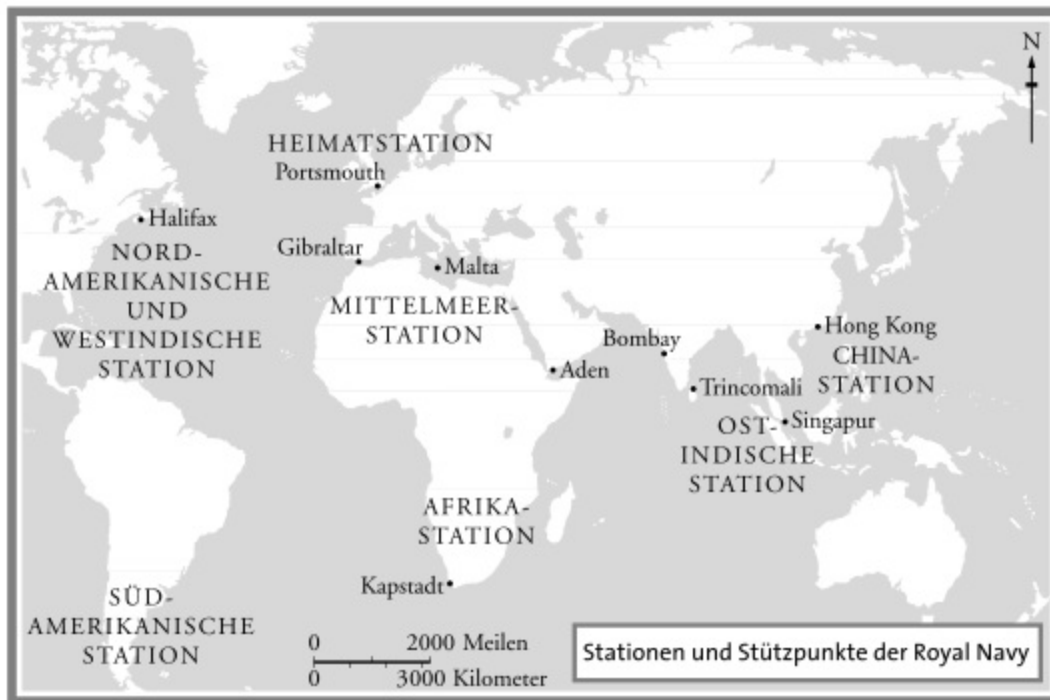 N
HEIMATSTATION
Portsmouth
Halifax
NORD-
AMERIKANISCHE
UND
WESTINDISCHE
STATION
Gibraltar
Malta
MITTELMEER-
STATION
Bombay
Aden
Hong Kong
CHINA-
STATION
Trincomali
Singapur
OST-
INDISCHE
STATION
AFRIKA-
STATION
Kapstadt
SÜD-
AMERIKANISCHE
STATION
0 2000 Meilen
0 3000 Kilometer
Stationen und Stützpunkte der Royal Navy